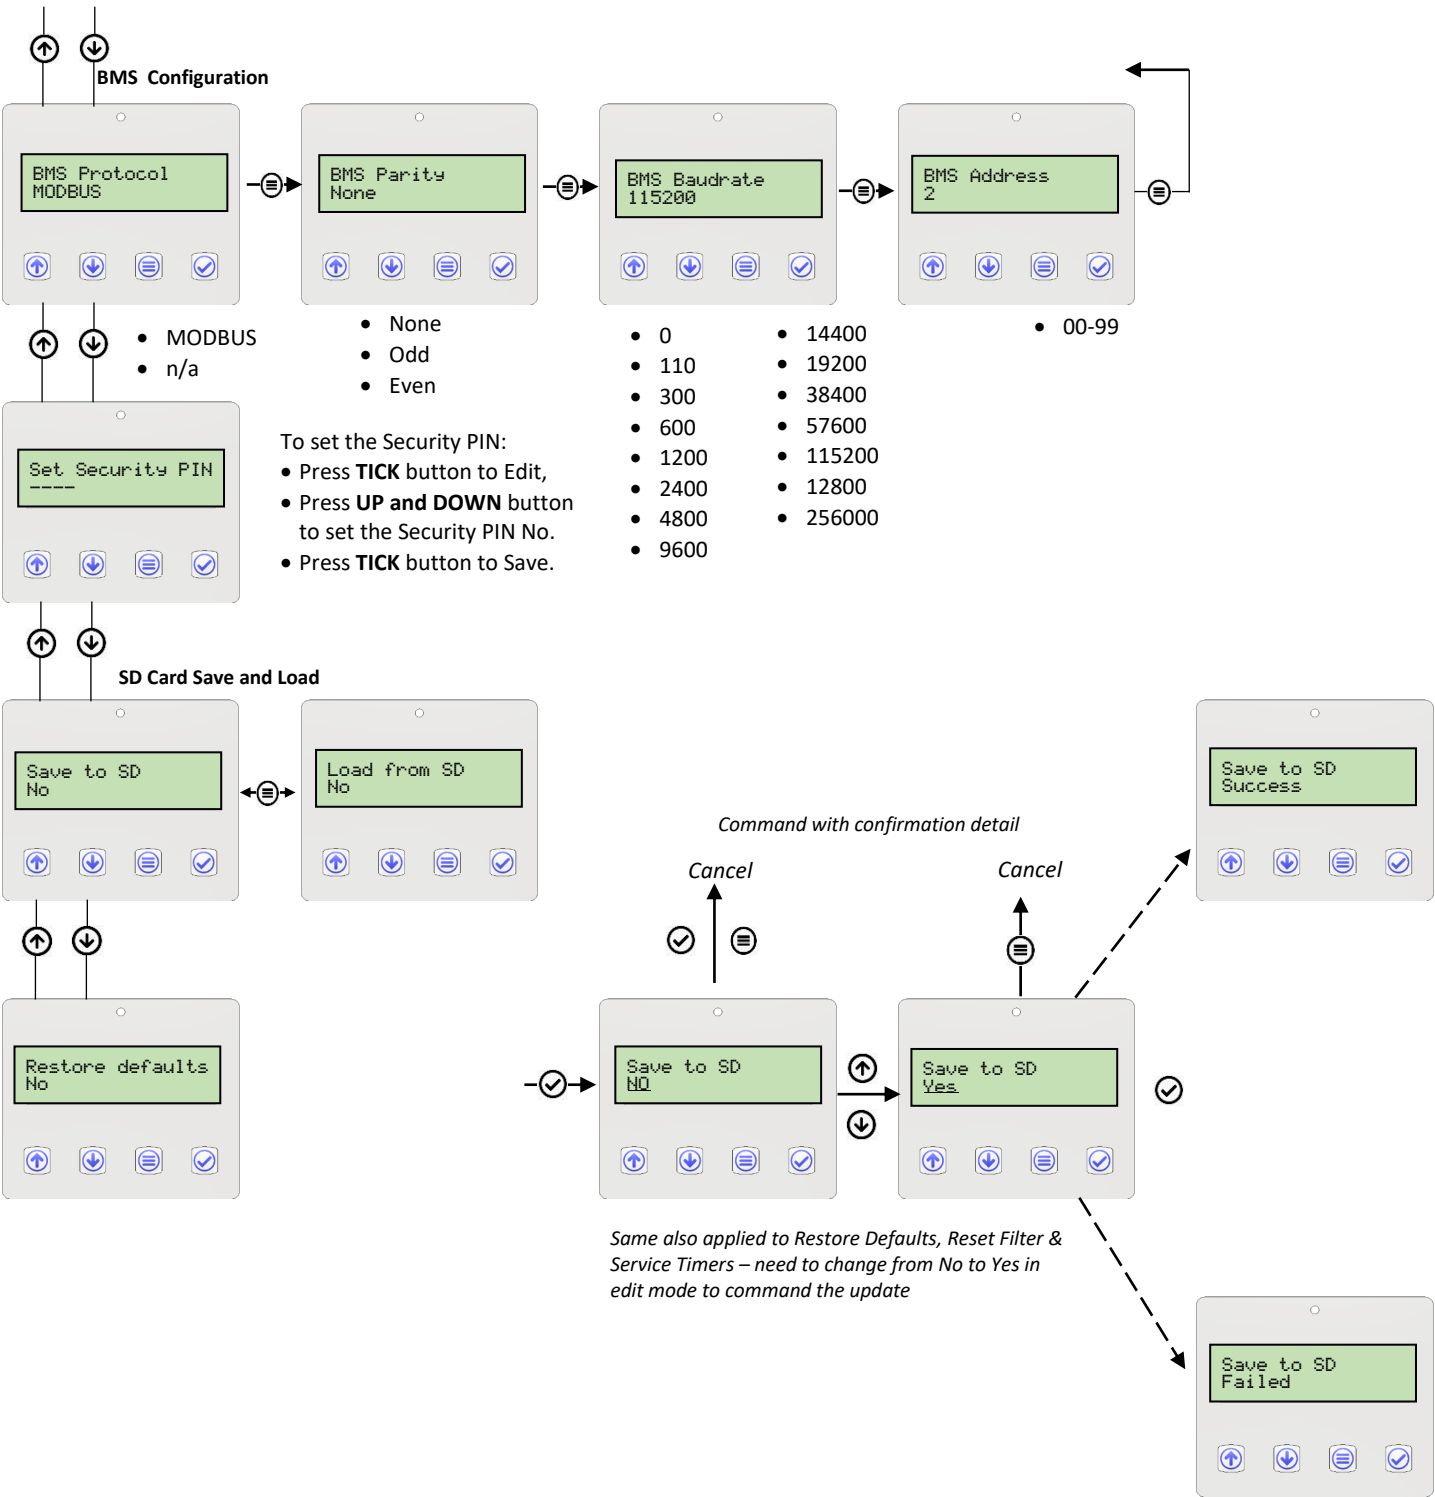 BMS  Configuration
BMS Protocol
MODBUS
BMS Parity
None
BMS Baudrate
115200
BMS Address
2
• MODBUS
• n/a
• None
• Odd
• Even
• 0
• 110
• 300
• 600
• 1200
• 2400
• 4800
• 9600
• 14400
• 19200
• 38400
• 57600
• 115200
• 12800
• 256000
• 00-99
Set Security PIN
----
To set the Security PIN:
• Press TICK button to Edit,
• Press UP and DOWN button
to set the Security PIN No.
• Press TICK button to Save.
SD Card Save and Load
Save to SD
No
Load from SD
No
Command with confirmation detail
Cancel
Cancel
Save to SD
Success
Restore defaults
No
Save to SD
NO
Save to SD
Yes
Same also applied to Restore Defaults, Reset Filter &
Service Timers – need to change from No to Yes in
edit mode to command the update
Save to SD
Failed